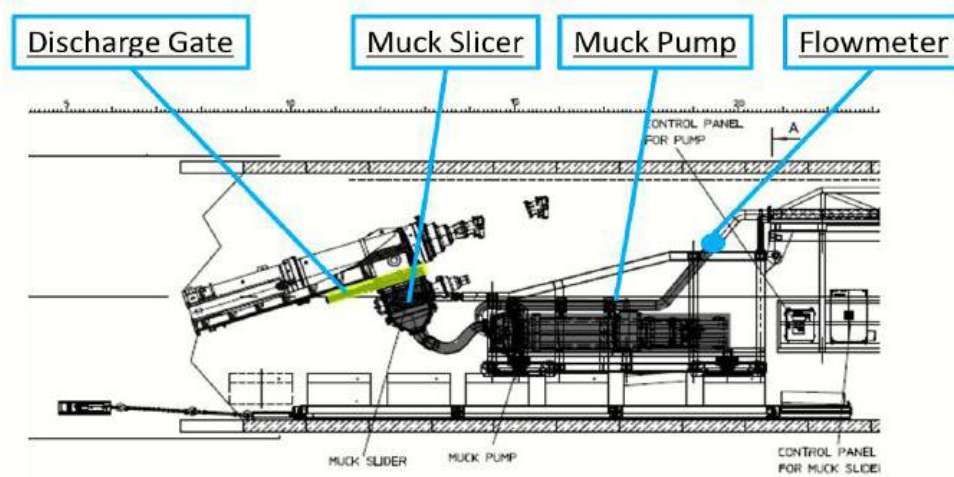 Discharge Gate
Muck Slicer
Muck Pump
Flowmeter
5
10
15
20
CONTROL PANEL
FOR PUMP
A
MUCK SLIDER
MUCK PUMP
CONTROL PANEL
FOR MUCK SLIDE